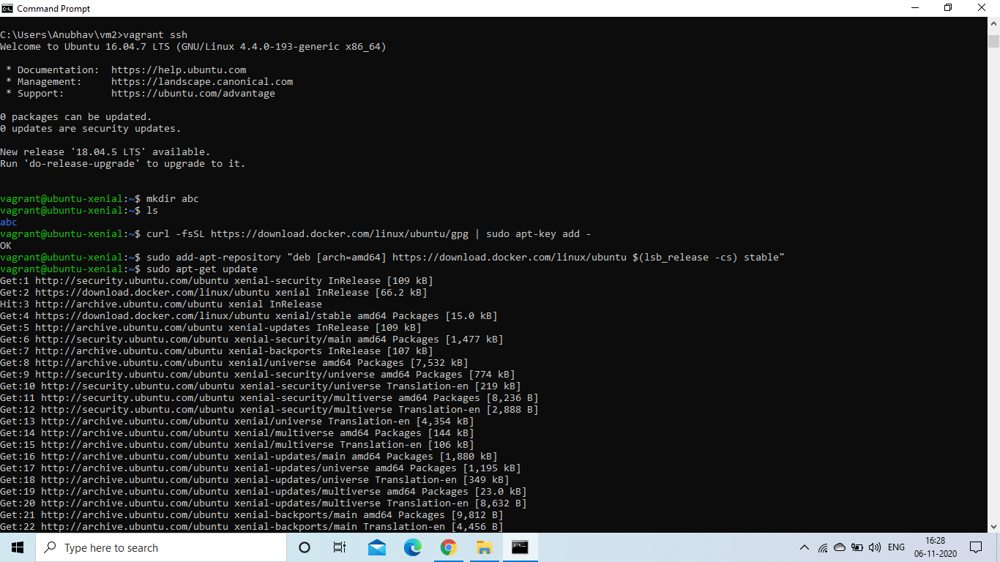 Command Prompt
C:\Users\Anubhav\vm2>vagrant ssh
Welcome to Ubuntu 16.04.7 LTS (GNU/Linux 4.4.0-193-generic x86_64)
* Documentation:  https://help.ubuntu.com
* Management:     https://landscape.canonical.com
* Support:        https://ubuntu.com/advantage
0 packages can be updated.
0 updates are security updates.
New release '18.04.5 LTS' available.
Run 'do-release-upgrade' to upgrade to it.
vagrant@ubuntu-xenial:~$ mkdir abc
vagrant@ubuntu-xenial:~$ ls
abc
vagrant@ubuntu-xenial:~$ curl -fsSL https://download.docker.com/linux/ubuntu/gpg | sudo apt-key add -
OK
vagrant@ubuntu-xenial:~$ sudo add-apt-repository "deb [arch=amd64] https://download.docker.com/linux/ubuntu $(lsb_release -cs) stable"
vagrant@ubuntu-xenial:~$ sudo apt-get update
Get:1 http://security.ubuntu.com/ubuntu xenial-security InRelease [109 kB]
Get:2 https://download.docker.com/linux/ubuntu xenial InRelease [66.2 kB]
Hit:3 http://archive.ubuntu.com/ubuntu xenial InRelease
Get:4 https://download.docker.com/linux/ubuntu xenial/stable amd64 Packages [15.0 kB]
Get:5 http://archive.ubuntu.com/ubuntu xenial-updates InRelease [109 kB]
Get:6 http://security.ubuntu.com/ubuntu xenial-security/main amd64 Packages [1,477 kB]
Get:7 http://archive.ubuntu.com/ubuntu xenial-backports InRelease [107 kB]
Get:8 http://archive.ubuntu.com/ubuntu xenial/universe amd64 Packages [7,532 kB]
Get:9 http://security.ubuntu.com/ubuntu xenial-security/universe amd64 Packages [774 kB]
Get:10 http://security.ubuntu.com/ubuntu xenial-security/universe Translation-en [219 kB]
Get:11 http://security.ubuntu.com/ubuntu xenial-security/multiverse amd64 Packages [8,236 B]
Get:12 http://security.ubuntu.com/ubuntu xenial-security/multiverse Translation-en [2,888 B]
Get:13 http://archive.ubuntu.com/ubuntu xenial/universe Translation-en [4,354 kB]
Get:14 http://archive.ubuntu.com/ubuntu xenial/multiverse amd64 Packages [144 kB]
Get:15 http://archive.ubuntu.com/ubuntu xenial/multiverse Translation-en [106 kB]
Get:16 http://archive.ubuntu.com/ubuntu xenial-updates/main amd64 Packages [1,880 kB]
Get:17 http://archive.ubuntu.com/ubuntu xenial-updates/universe amd64 Packages [1,195 kB]
Get:18 http://archive.ubuntu.com/ubuntu xenial-updates/universe Translation-en [349 kB]
Get:19 http://archive.ubuntu.com/ubuntu xenial-updates/multiverse amd64 Packages [23.0 kB]
Get:20 http://archive.ubuntu.com/ubuntu xenial-updates/multiverse Translation-en [8,632 B]
Get:21 http://archive.ubuntu.com/ubuntu xenial-backports/main amd64 Packages [9,812 B]
Get:22 http://archive.ubuntu.com/ubuntu xenial-backports/main Translation-en [4,456 B]
Type here to search
ENG
16:28
06-11-2020